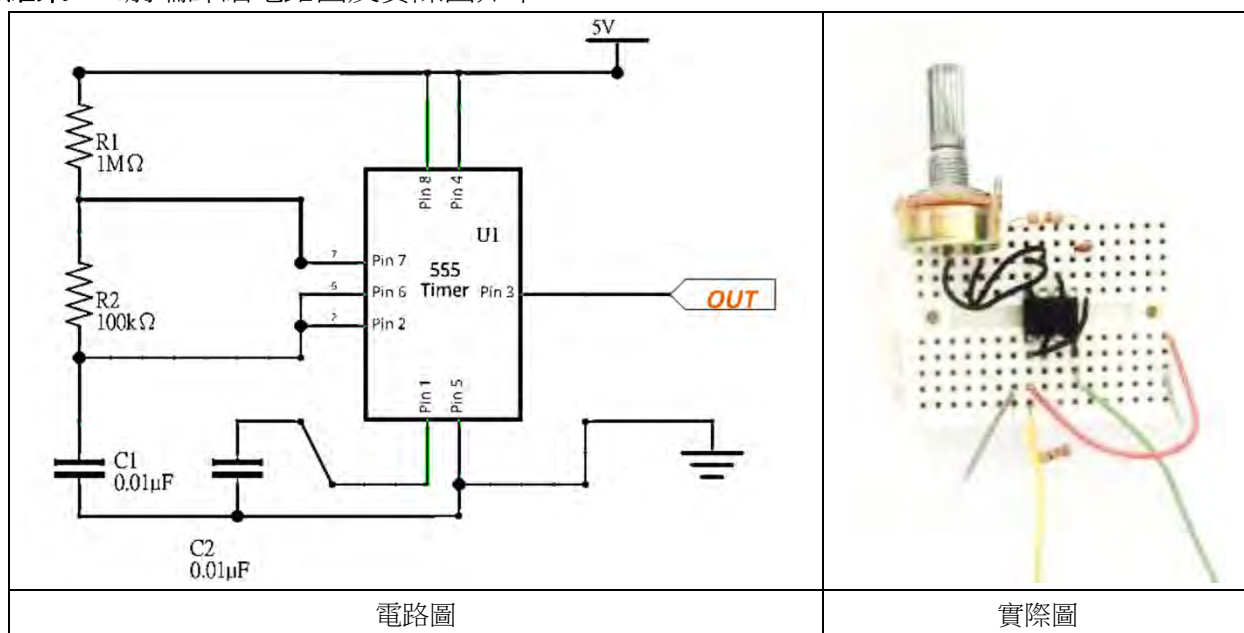 5V
R1
1MΩ
Pin 8
Pin 4
U1
7
Pin 7
555
Timer
6
Pin 6
Pin 3
OUT
R2
100kΩ
2
Pin 2
Pin 1
Pin 5
C1
0.01μF
C2
0.01μF
電路圖
實際圖